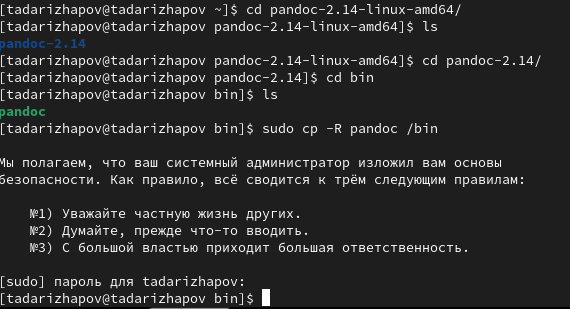 [tadarizhapov@tadarizhapov ~]$ cd pandoc-2.14-linux-amd64/
[tadarizhapov@tadarizhapov pandoc-2.14-linux-amd64]$ ls
pandoc-2.14
[tadarizhapov@tadarizhapov pandoc-2.14-linux-amd64]$ cd pandoc-2.14/
[tadarizhapov@tadarizhapov pandoc-2.14]$ cd bin
[tadarizhapov@tadarizhapov bin]$ ls
pandoc
[tadarizhapov@tadarizhapov bin]$ sudo cp -R pandoc /bin
Мы полагаем, что ваш системный администратор изложил вам основы
безопасности. Как правило, всё сводится к трём следующим правилам:
№1) Уважайте частную жизнь других.
№2) Думайте, прежде что-то вводить.
№3) С большой властью приходит большая ответственность.
[sudo] пароль для tadarizhapov:
[tadarizhapov@tadarizhapov bin]$